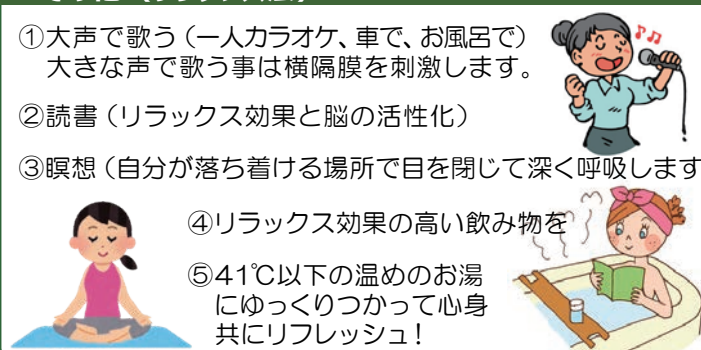 ①大声で歌う（一人カラオケ、車で、お風呂で）
大きな声で歌う事は横隔膜を刺激します。
②読書（リラックス効果と脳の活性化）
③瞑想（自分が落ち着ける場所で目を閉じて深く呼吸します
④リラックス効果の高い飲み物を
⑤41℃以下の温めのお湯
にゆっくりつかって心身
共にリフレッシュ！